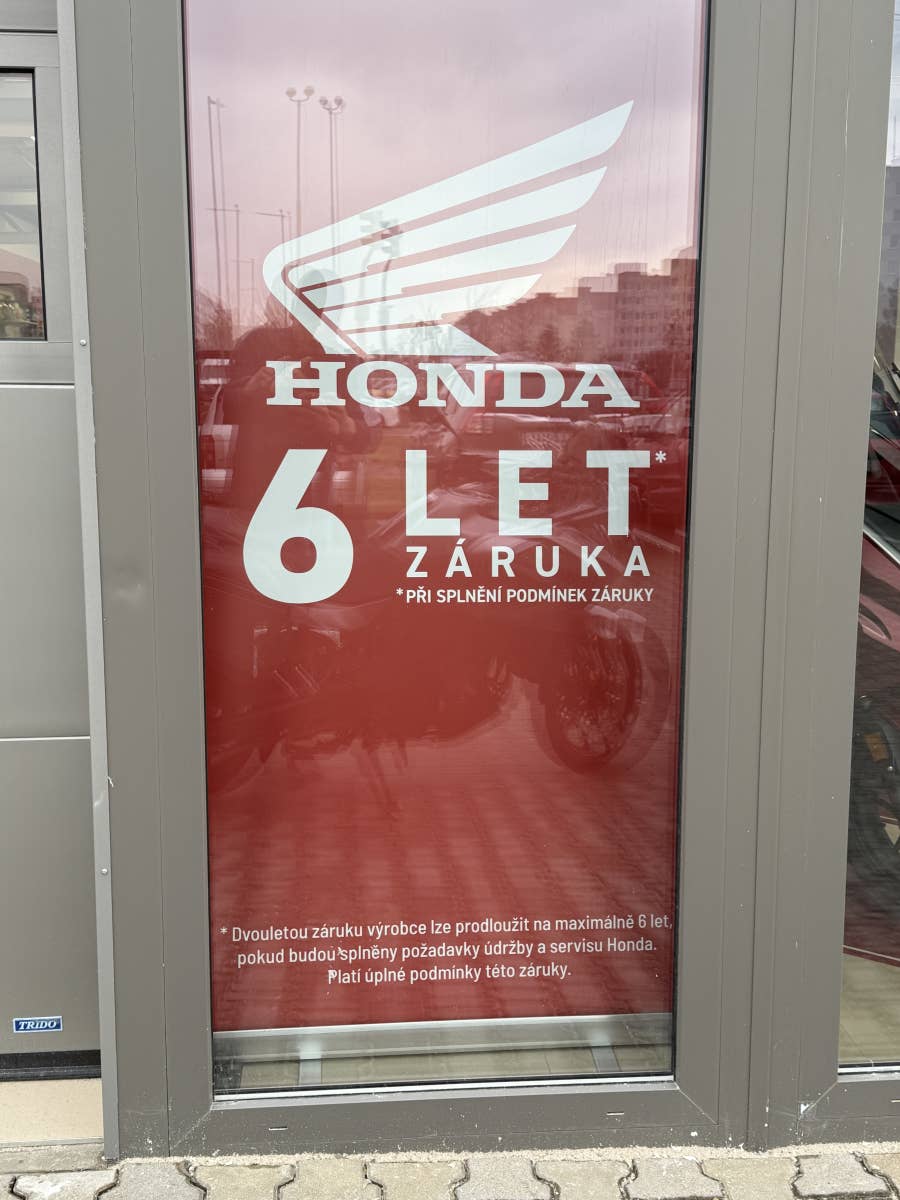 HONDA
6 LET*
ZÁRUKA
*PŘI SPLNĚNÍ PODMÍNEK ZÁRUKY
* Dvouletou záruku výrobce lze prodloužit na maximálně 6 let,
pokud budou splněny požadavky údržby a servisu Honda.
Platí úplné podmínky této záruky.
TRIDO